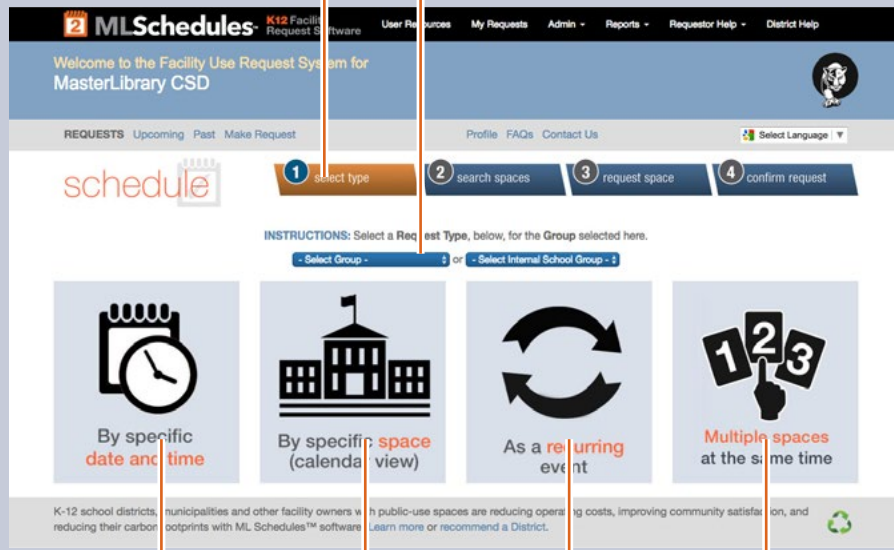 2 MLSchedules™ K12 Facility Request Software User Resources My Requests Admin Reports Requestor Help District Help
Welcome to the Facility Use Request System for
MasterLibrary CSD
REQUESTS Upcoming Past Make Request Profile FAQs Contact Us Select Language
schedule 1 select type 2 search spaces 3 request space 4 confirm request
INSTRUCTIONS: Select a Request Type, below, for the Group selected here.
- Select Group - or - Select Internal School Group -
1 2 3
By specific
date and time
By specific space
(calendar view)
As a recurring
event
Multiple spaces
at the same time
K-12 school districts, municipalities and other facility owners with public-use spaces are reducing operating costs, improving community satisfaction, and
reducing their carbon footprints with ML Schedules™ software. Learn more or recommend a District.